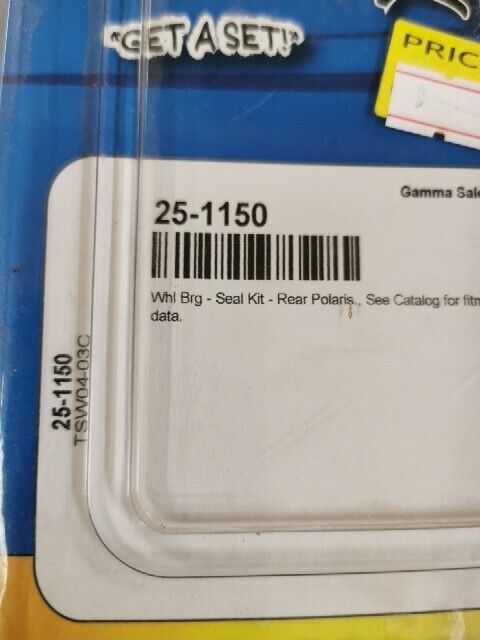 "GET A SET!"
PRIC
Gamma Sale
25-1150
Whl Brg - Seal Kit - Rear Polaris., See Catalog for fitm
data.
25-1150
TSW04-03C